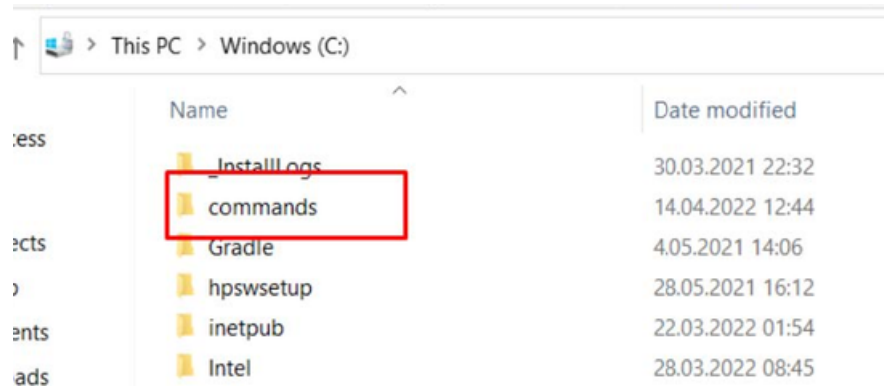 This PC > Windows (C:)
Name Date modified
_InstallLogs 30.03.2021 22:32
commands 14.04.2022 12:44
Gradle 4.05.2021 14:06
hpswsetup 28.05.2021 16:12
inetpub 22.03.2022 01:54
Intel 28.03.2022 08:45